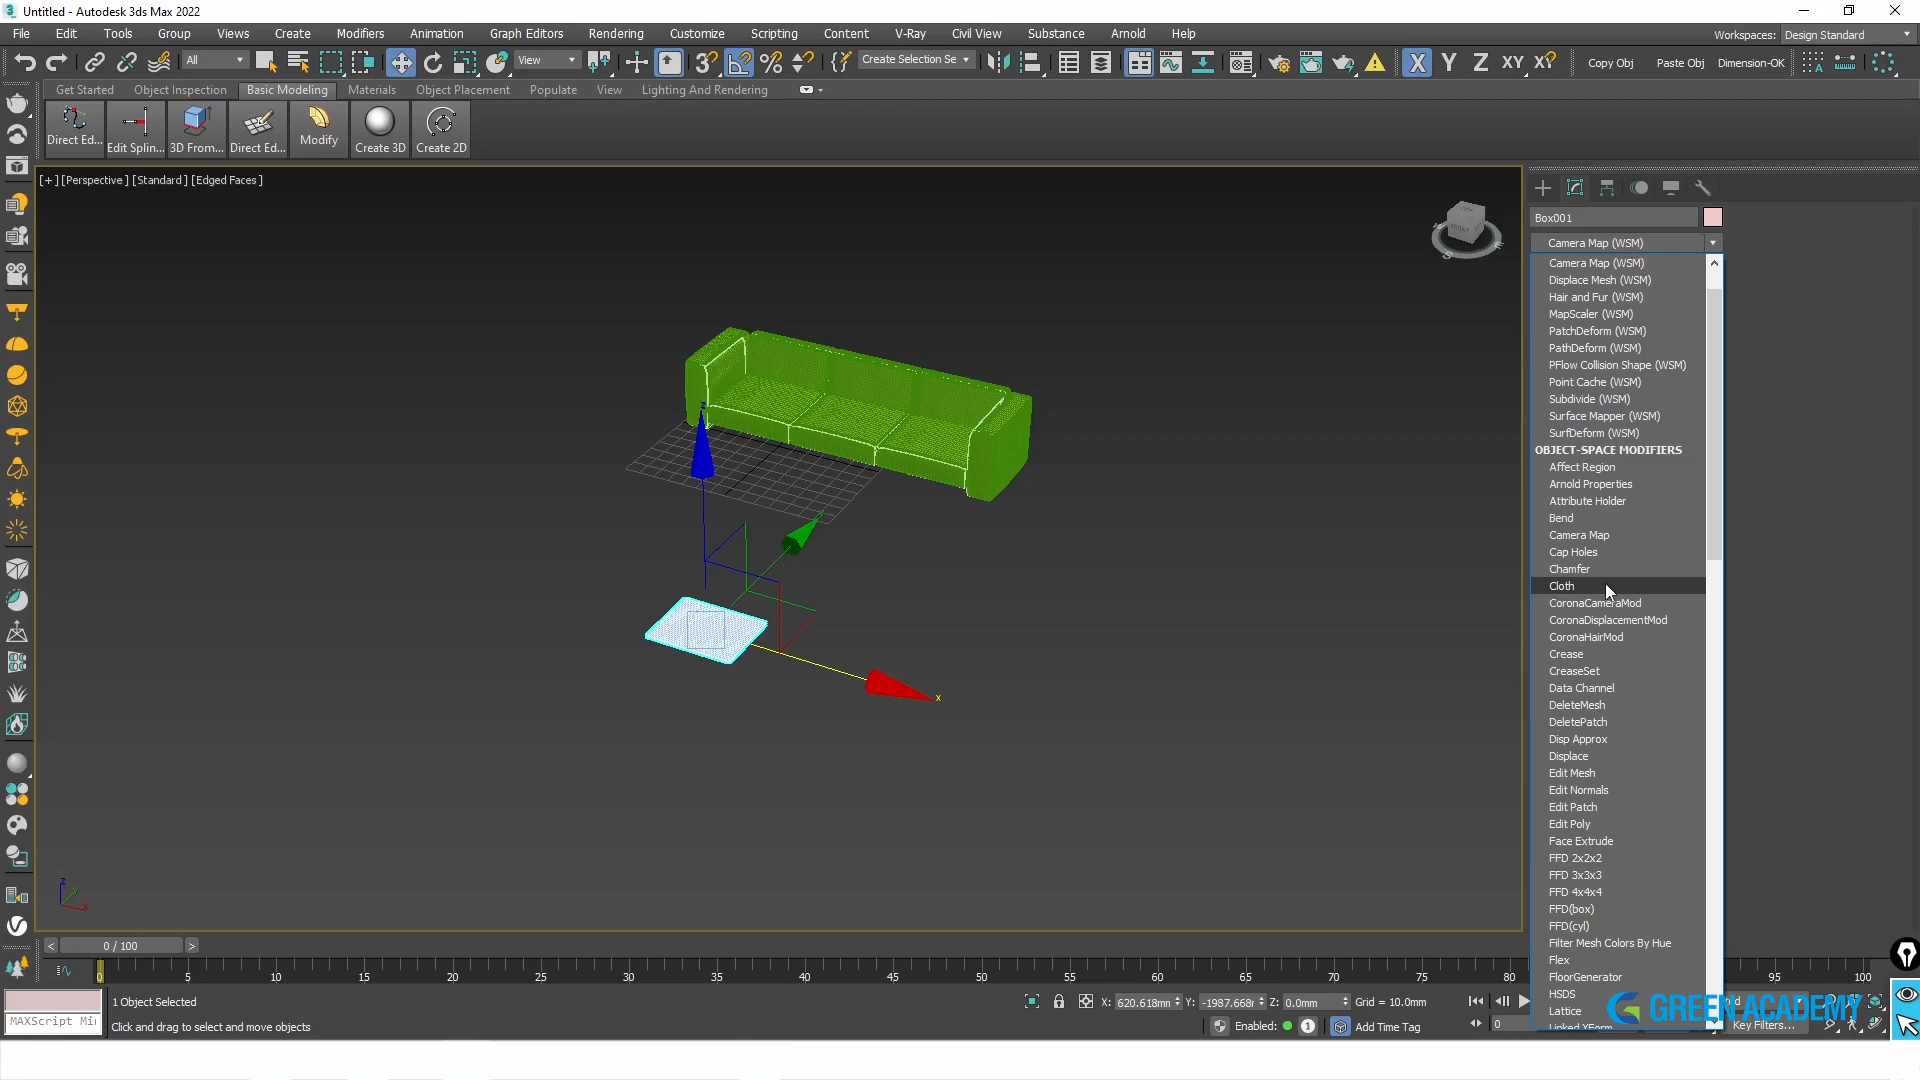 Untitled - Autodesk 3ds Max 2022
File Edit Tools Group Views Create Modifiers Animation Graph Editors Rendering Customize Scripting Content V-Ray Civil View Substance Arnold Help
Workspaces: Design Standard
All View Create Selection Se X Y Z XY XY Copy Obj Paste Obj Dimension-OK
Get Started Object Inspection Basic Modeling Materials Object Placement Populate View Lighting And Rendering
Direct Ed... Edit Splin... 3D From... Direct Ed... Modify Create 3D Create 2D
[+] [Perspective ] [Standard ] [Edged Faces ]
Box001
Camera Map (WSM)
Camera Map (WSM)
Displace Mesh (WSM)
Hair and Fur (WSM)
MapScaler (WSM)
PatchDeform (WSM)
PathDeform (WSM)
PFlow Collision Shape (WSM)
Point Cache (WSM)
Subdivide (WSM)
Surface Mapper (WSM)
SurfDeform (WSM)
OBJECT-SPACE MODIFIERS
Affect Region
Arnold Properties
Attribute Holder
Bend
Camera Map
Cap Holes
Chamfer
Cloth
CoronaCameraMod
CoronaDisplacementMod
CoronaHairMod
Crease
CreaseSet
Data Channel
DeleteMesh
DeletePatch
Disp Approx
Displace
Edit Mesh
Edit Normals
Edit Patch
Edit Poly
Face Extrude
FFD 2x2x2
FFD 3x3x3
FFD 4x4x4
FFD(box)
FFD(cyl)
Filter Mesh Colors By Hue
Flex
FloorGenerator
HSDS
Lattice
Linked XForm
z
x
z y x
< 0 / 100 >
0 5 10 15 20 25 30 35 40 45 50 55 60 65 70 75 80 95 100
1 Object Selected
X: 620.618mm Y: -1987.668r Z: 0.0mm Grid = 10.0mm
MAXScript Mi
Click and drag to select and move objects
Enabled: 1 Add Time Tag
0
GREEN ACADEMY
Key Filters...